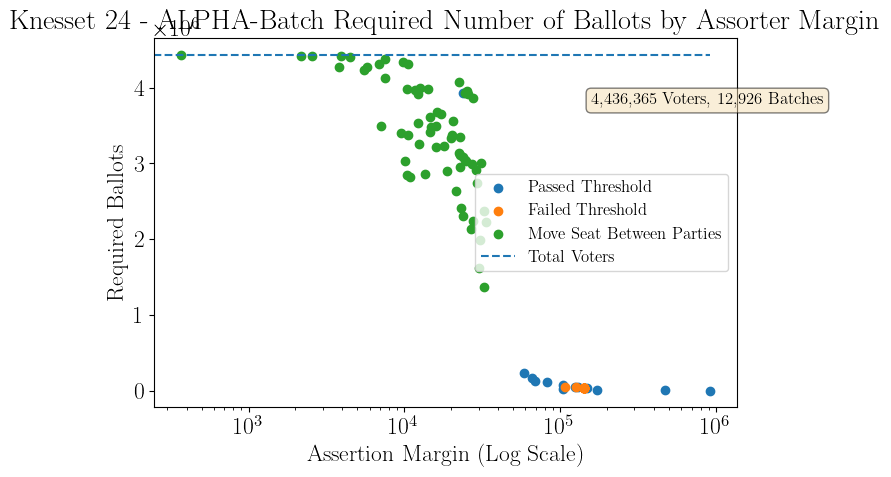 Knesset 24 - ALPHA-Batch Required Number of Ballots by Assorter Margin
×10⁶
4,436,365 Voters, 12,926 Batches
Required Ballots
4
3
2
1
0
Passed Threshold
Failed Threshold
Move Seat Between Parties
Total Voters
10³ 10⁴ 10⁵ 10⁶
Assertion Margin (Log Scale)